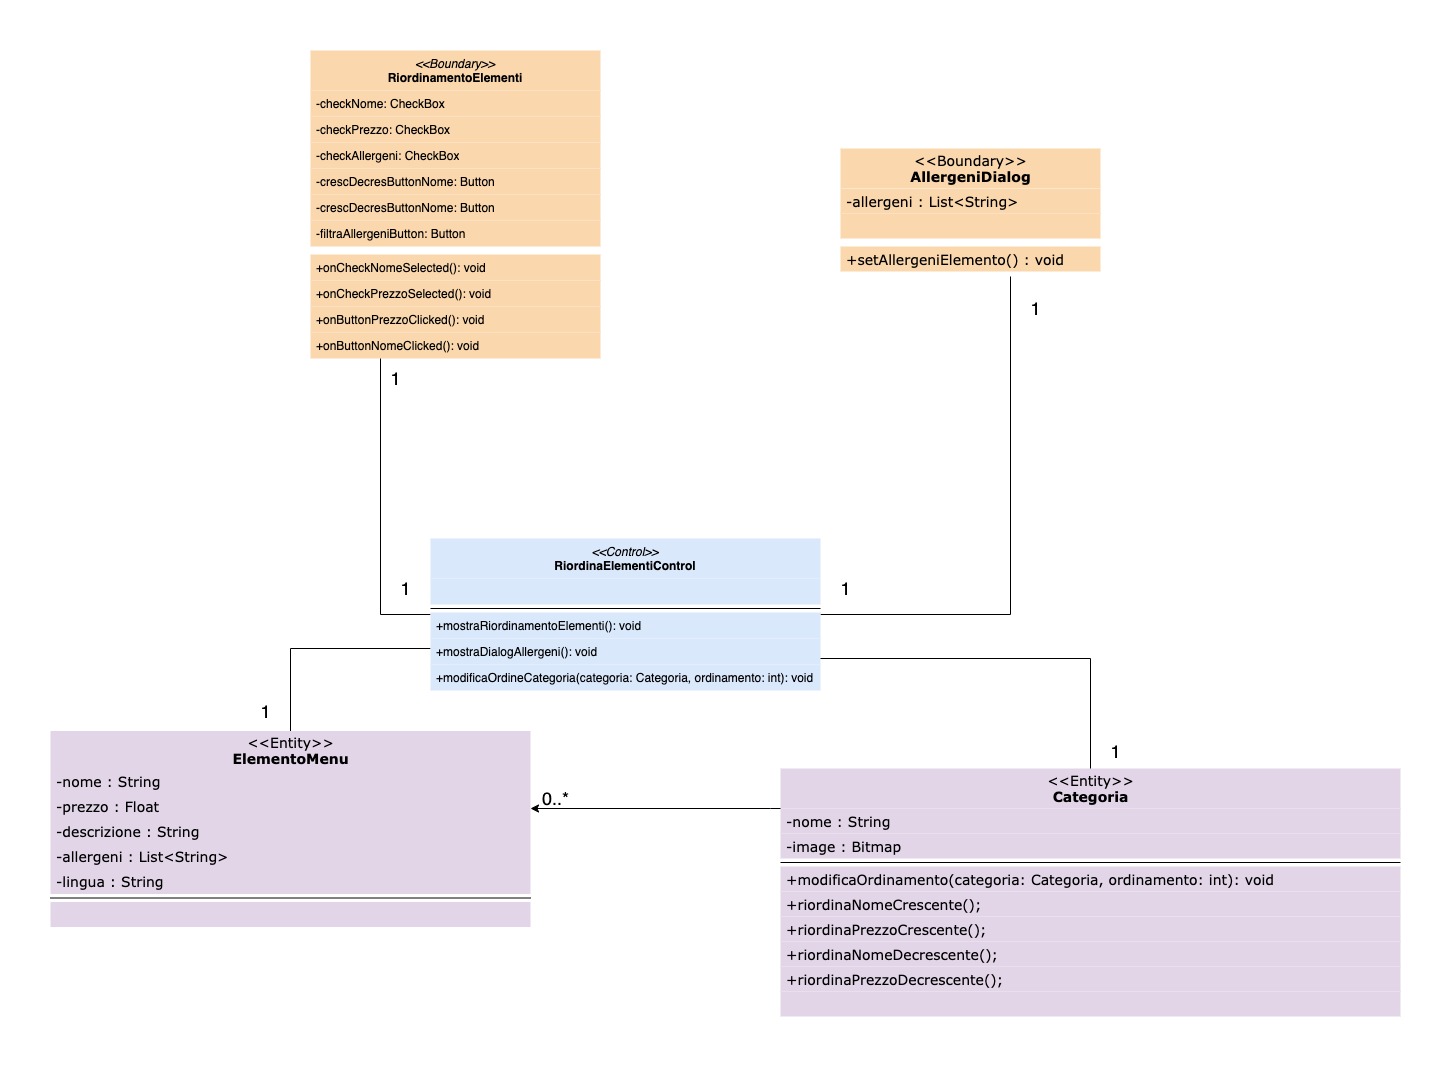 <<Boundary>>
RiordinamentoElementi
-checkNome: CheckBox
-checkPrezzo: CheckBox
-checkAllergeni: CheckBox
-crescDecresButtonNome: Button
-crescDecresButtonNome: Button
-filtraAllergeniButton: Button
+onCheckNomeSelected(): void
+onCheckPrezzoSelected(): void
+onButtonPrezzoClicked(): void
+onButtonNomeClicked(): void
1
<<Boundary>>
AllergeniDialog
-allergeni : List<String>
+setAllergeniElemento() : void
1
<<Control>>
RiordinaElementiControl
1
1
+mostraRiordinamentoElementi(): void
+mostraDialogAllergeni(): void
+modificaOrdineCategoria(categoria: Categoria, ordinamento: int): void
1
<<Entity>>
ElementoMenu
-nome : String
-prezzo : Float
-descrizione : String
-allergeni : List<String>
-lingua : String
0..*
1
<<Entity>>
Categoria
-nome : String
-image : Bitmap
+modificaOrdinamento(categoria: Categoria, ordinamento: int): void
+riordinaNomeCrescente();
+riordinaPrezzoCrescente();
+riordinaNomeDecrescente();
+riordinaPrezzoDecrescente();